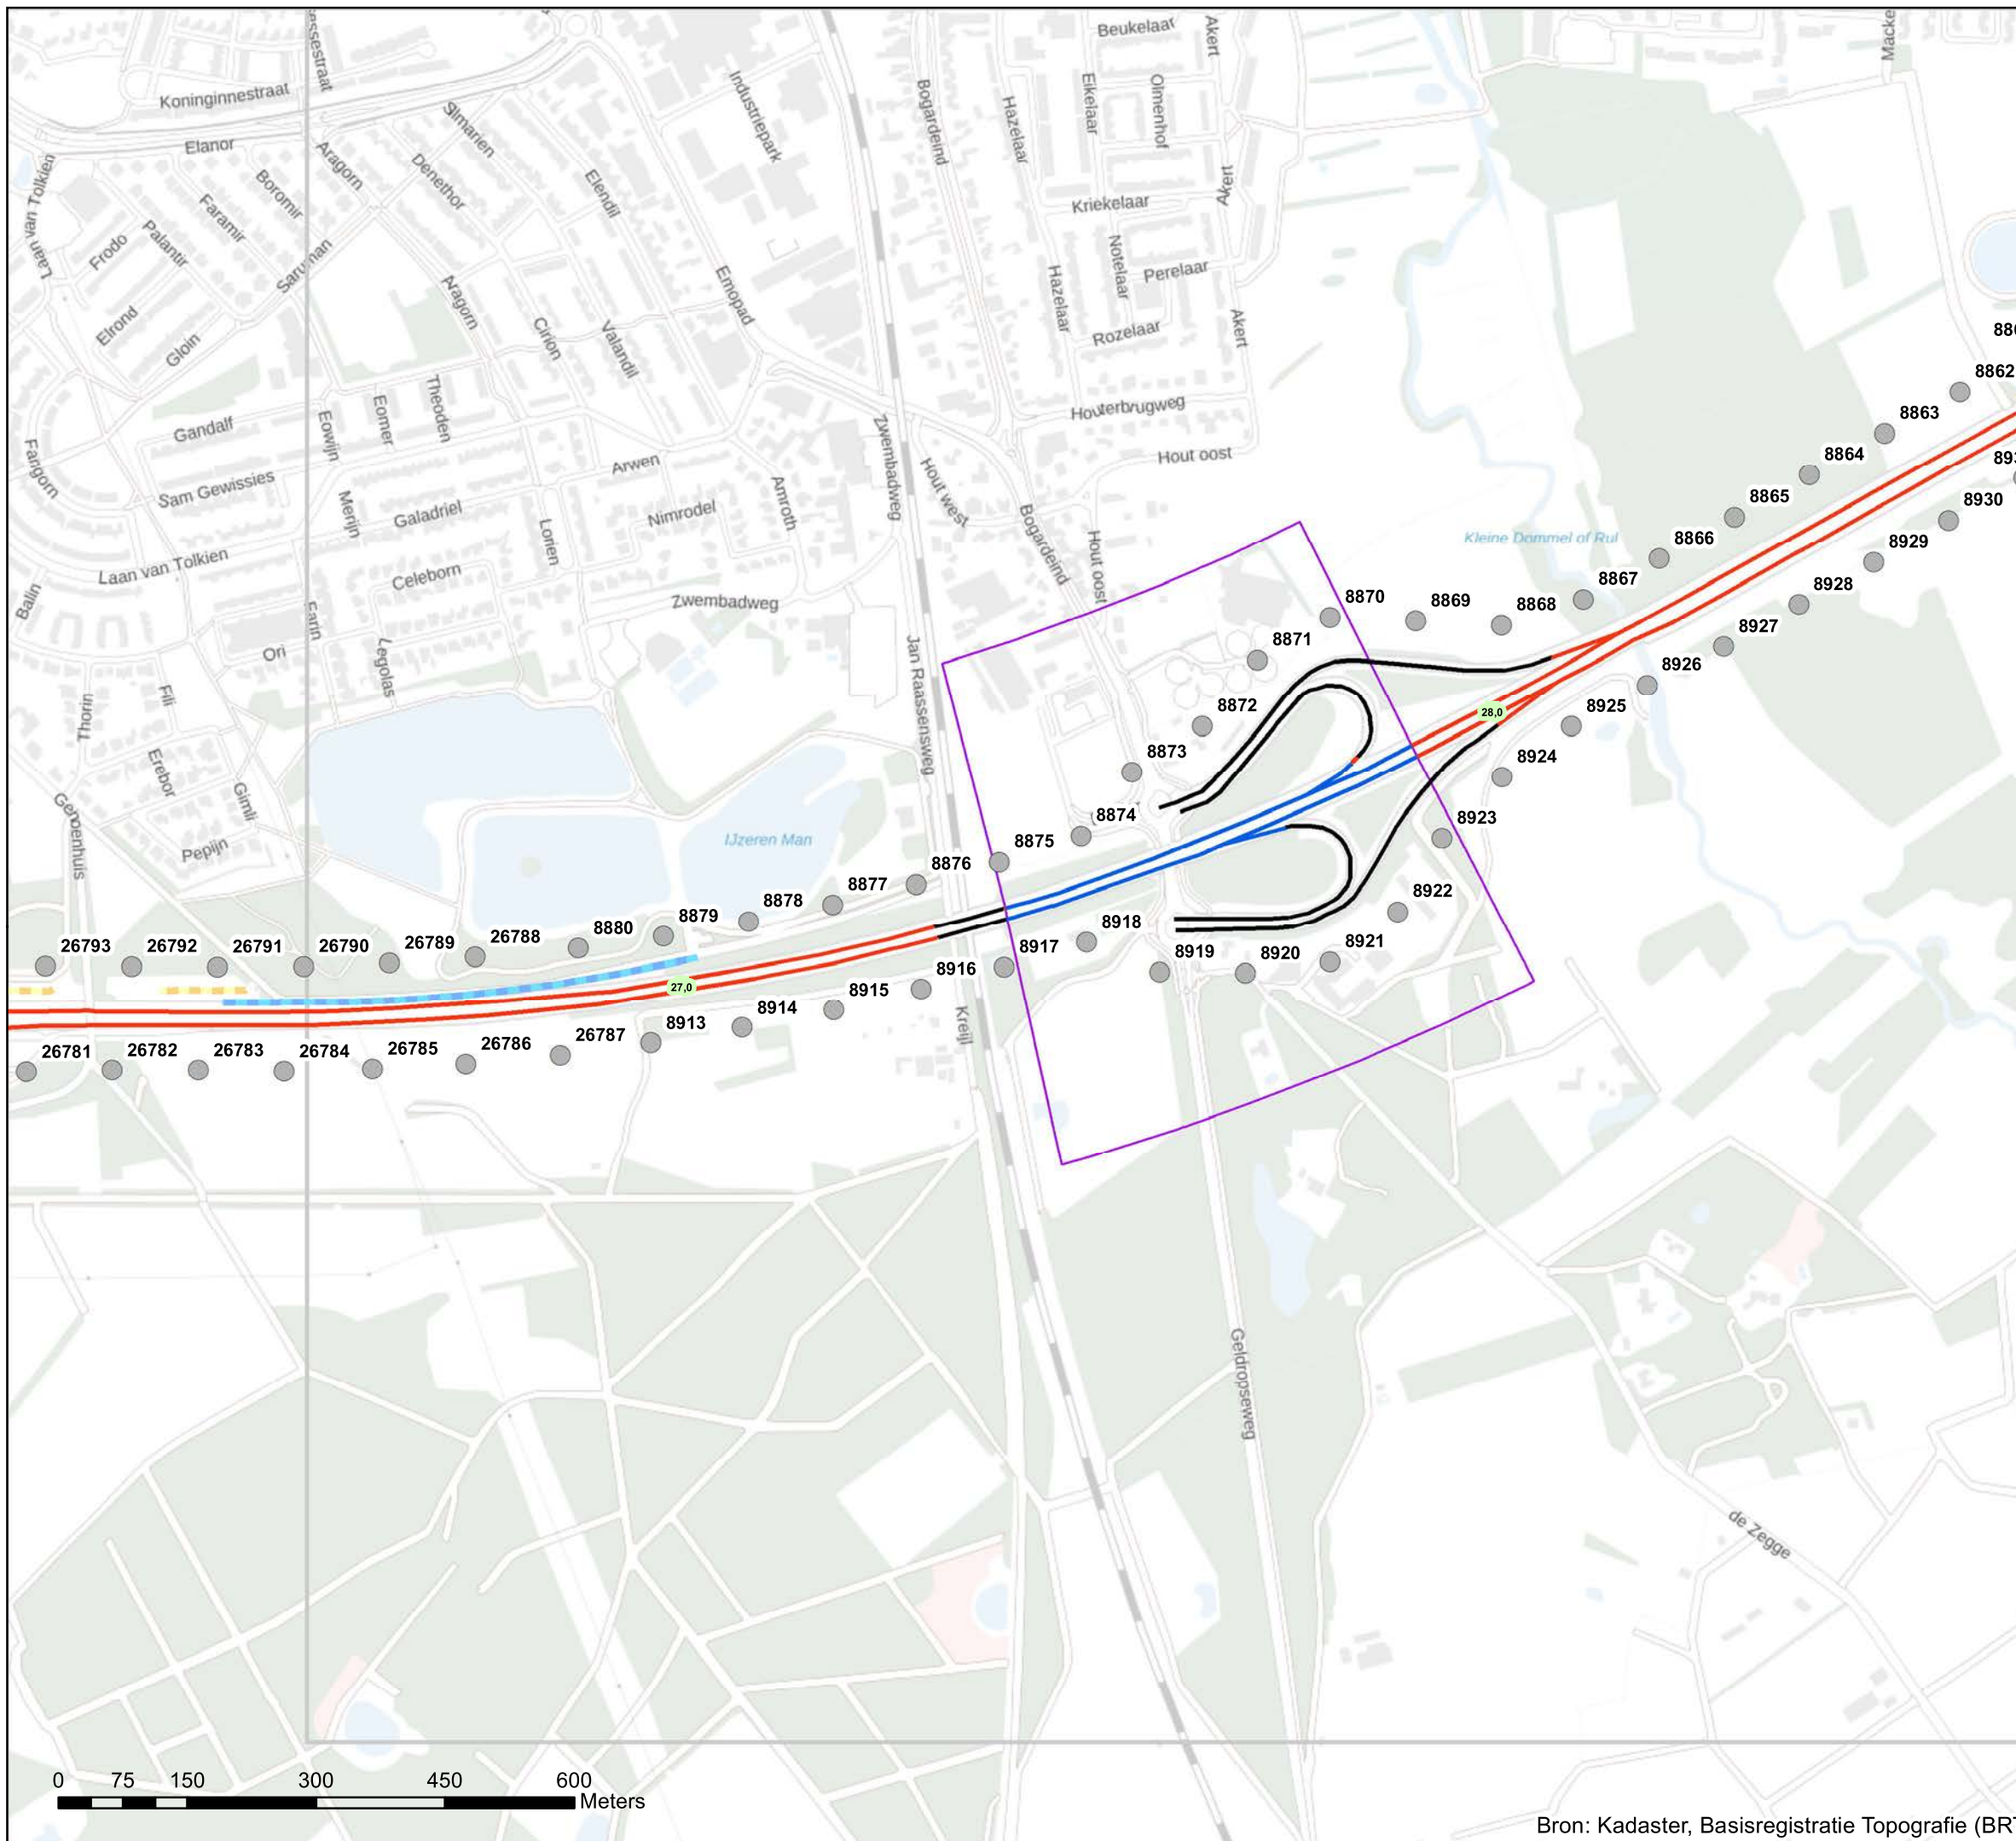 Beukelaar
Akert
Koninginnestraat
Industriepark
Bogardeind
Hazelaar
Eikelaar
Olmenhof
Elanor
Silmarien
Aragorn
Denethor
Laan van Tolkien
Boromir
Faramir
Elendil
Akert
Kriekelaar
Frodo
Palantir
Saruman
Notelaar
Perelaar
Hazelaar
Emopad
Elrond
Gloin
Cirion
Valandil
Rozelaar
Akert
8862
8863
Theoden
Eomer
Eowijn
Gandalf
Houterbrugweg
Zwembadweg
Hout oost
8864
Fangorn
Sam Gewissies
Arwen
Hout west
8930
Merijn
Galadriel
Nimrodel
Amroth
Lorien
Bogardeind
8865
Kleine Dommel of Rul
8866
8929
Laan van Tolkien
Celeborn
Hout oost
8867
8928
Balin
Zwembadweg
8870
8869
8868
8927
Ori
Legolas
Jan Raassensweg
8871
8926
Fili
Thorin
8872
28,0
8925
Erebor
Gimli
8873
8924
8874
8923
Genoenhuis
Pepijn
IJzeren Man
8875
8876
8877
8922
8878
8879
8880
8918
26793
26792
26791
26790
26789
26788
8917
8919
8920
8921
8916
27,0
8915
8914
8913
Kreijl
26781
26782
26783
26784
26785
26786
26787
Geldropseweg
de Zegge
0 75 150 300 450 600
Meters
Bron: Kadaster, Basisregistratie Topografie (BR